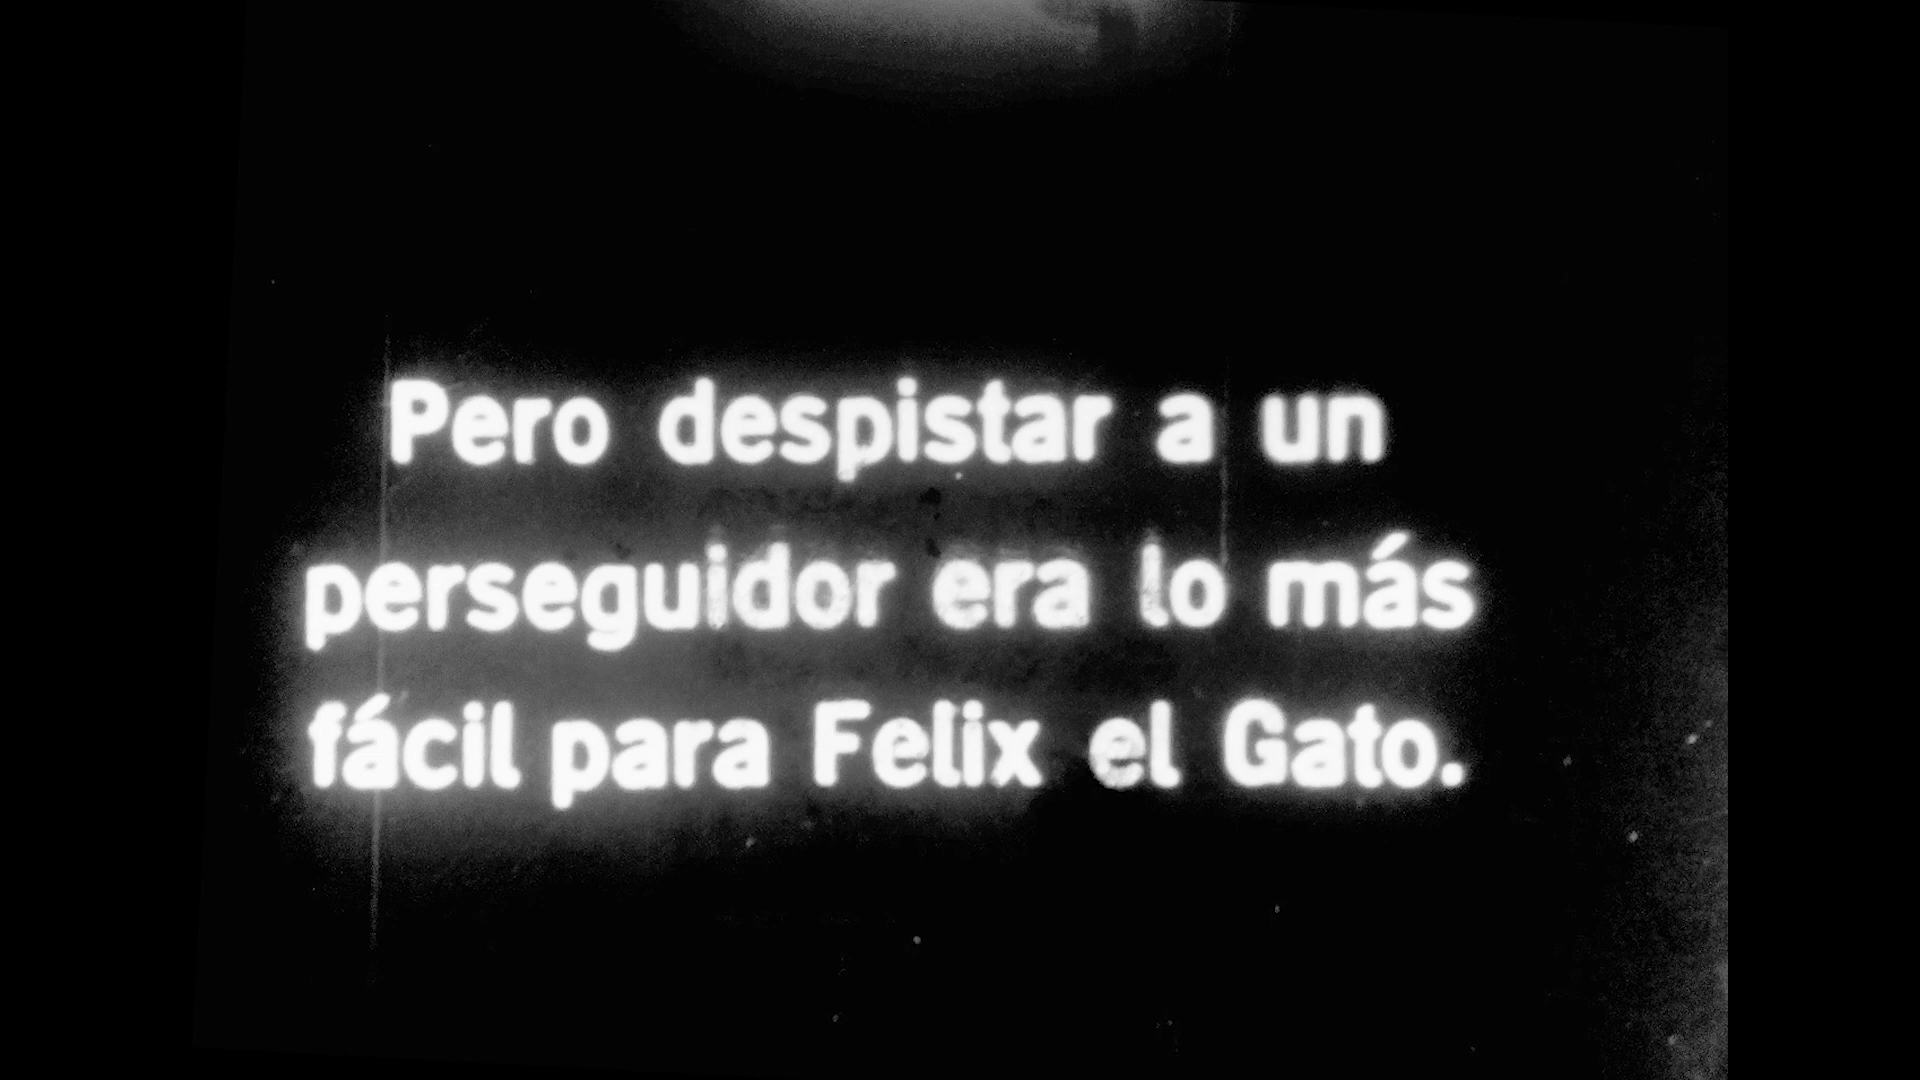 Pero despistar a un
perseguidor era lo más
fácil para Felix el Gato.